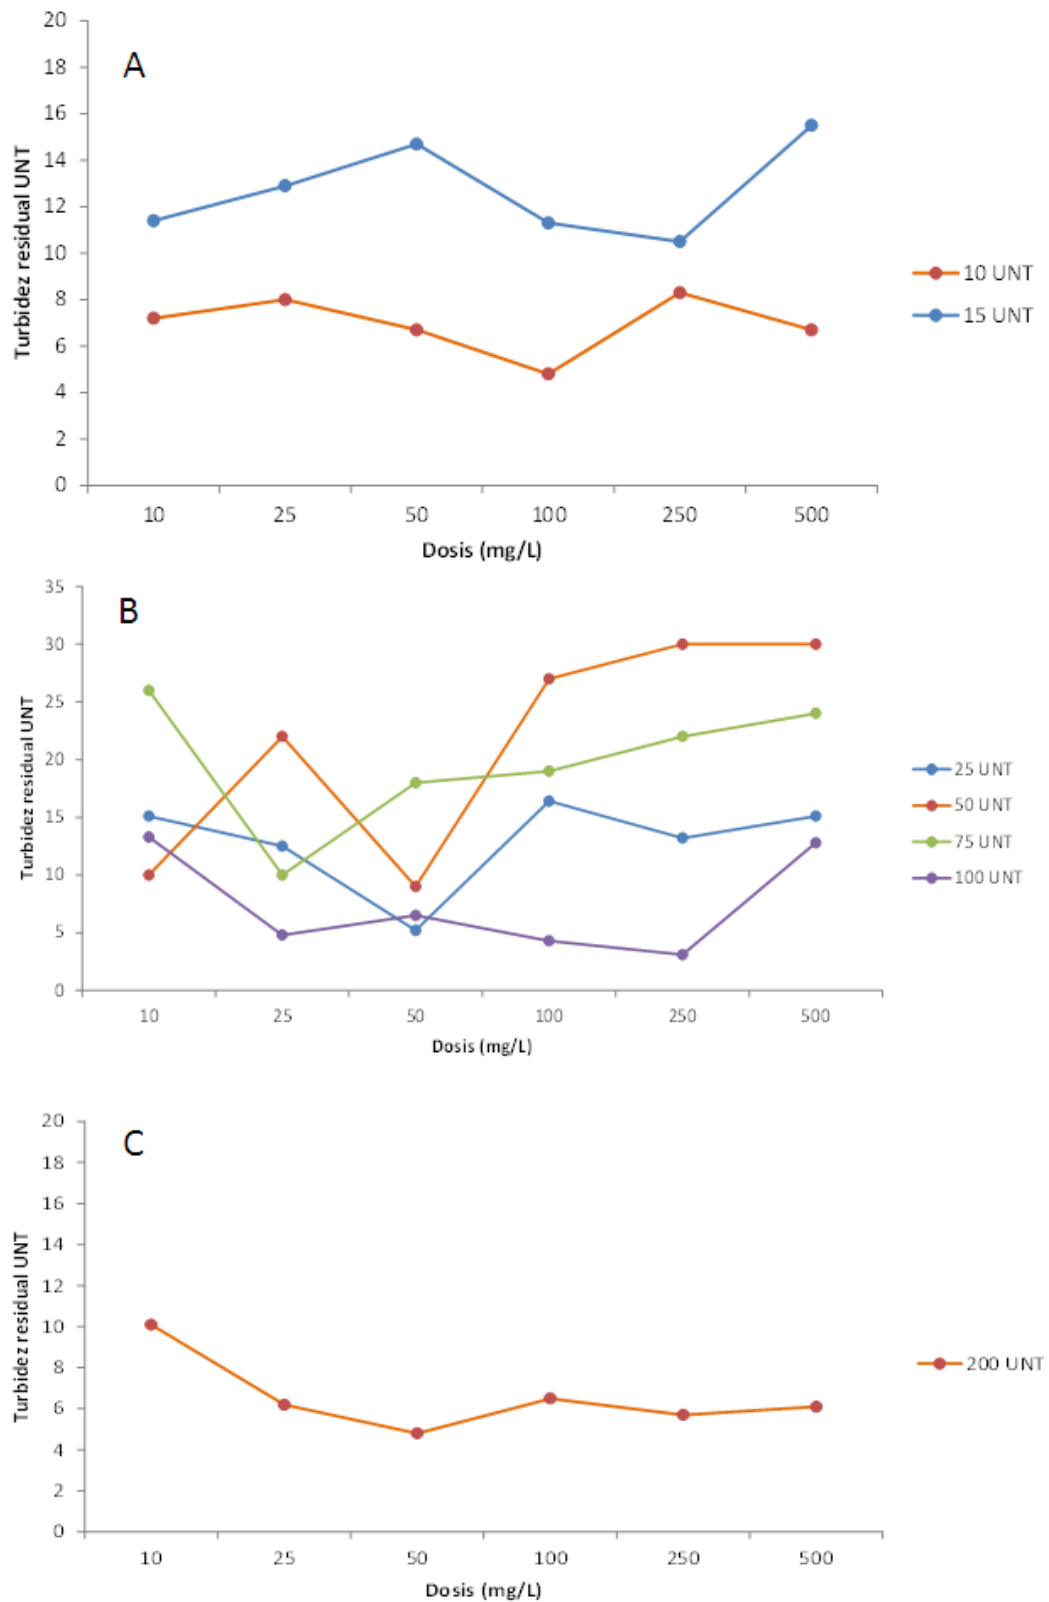 A
20
18
16
14
12
10
8
6
4
2
0
Turbidez residual UNT
10 25 50 100 250 500
Dosis (mg/L)
10 UNT
15 UNT
B
35
30
25
20
15
10
5
0
Turbidez residual UNT
10 25 50 100 250 500
Dosis (mg/L)
25 UNT
50 UNT
75 UNT
100 UNT
C
20
18
16
14
12
10
8
6
4
2
0
Turbidez residual UNT
10 25 50 100 250 500
Dosis (mg/L)
200 UNT